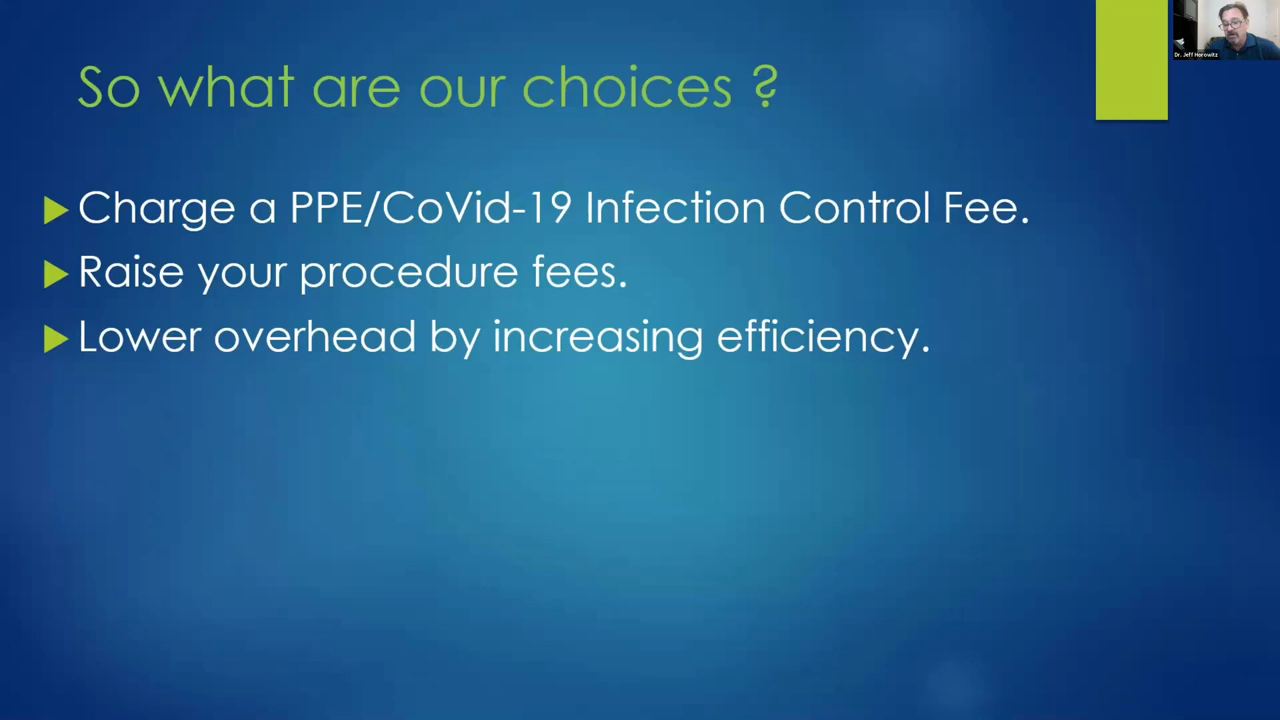 So what are our choices ?
Charge a PPE/CoVid-19 Infection Control Fee.
Raise your procedure fees.
Lower overhead by increasing efficiency.
Dr. Jeff Horowitz